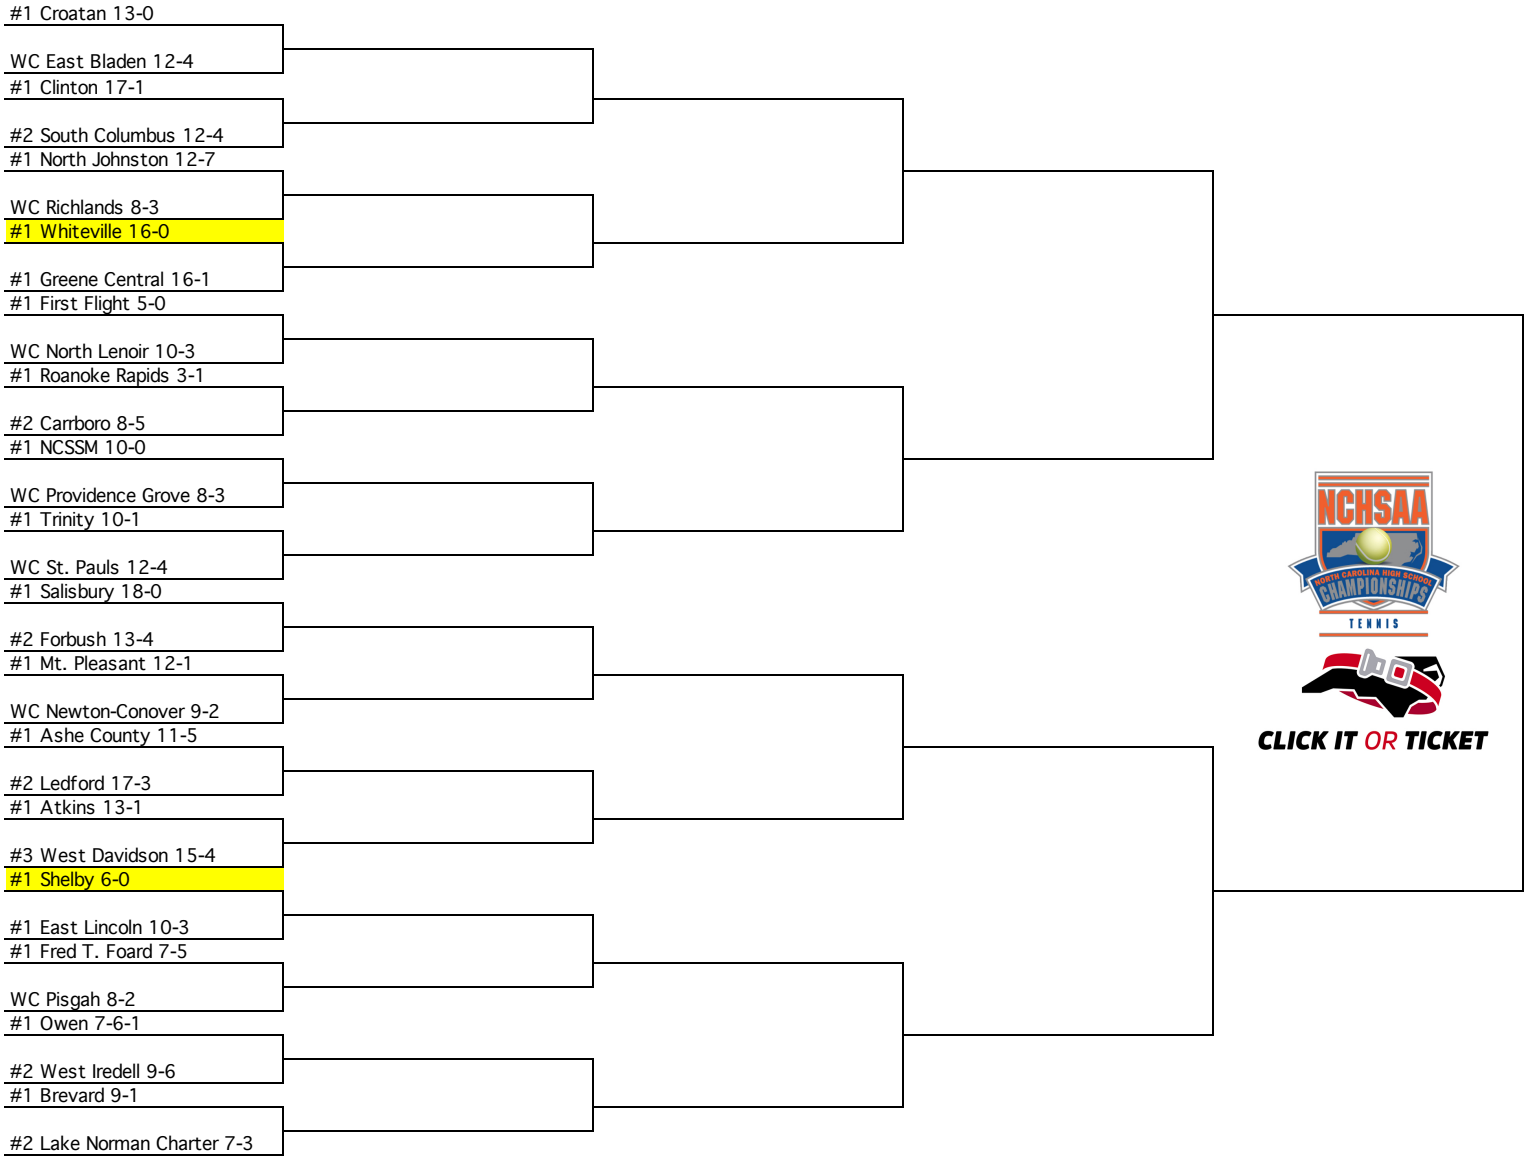 #1 Croatan 13-0
WC East Bladen 12-4
#1 Clinton 17-1
#2 South Columbus 12-4
#1 North Johnston 12-7
WC Richlands 8-3
#1 Whiteville 16-0
#1 Greene Central 16-1
#1 First Flight 5-0
WC North Lenoir 10-3
#1 Roanoke Rapids 3-1
#2 Carrboro 8-5
#1 NCSSM 10-0
WC Providence Grove 8-3
#1 Trinity 10-1
WC St. Pauls 12-4
#1 Salisbury 18-0
#2 Forbush 13-4
#1 Mt. Pleasant 12-1
WC Newton-Conover 9-2
#1 Ashe County 11-5
#2 Ledford 17-3
#1 Atkins 13-1
#3 West Davidson 15-4
#1 Shelby 6-0
#1 East Lincoln 10-3
#1 Fred T. Foard 7-5
WC Pisgah 8-2
#1 Owen 7-6-1
#2 West Iredell 9-6
#1 Brevard 9-1
#2 Lake Norman Charter 7-3
NCHSAA
NORTH CAROLINA HIGH SCHOOL
CHAMPIONSHIPS
TENNIS
CLICK IT OR TICKET